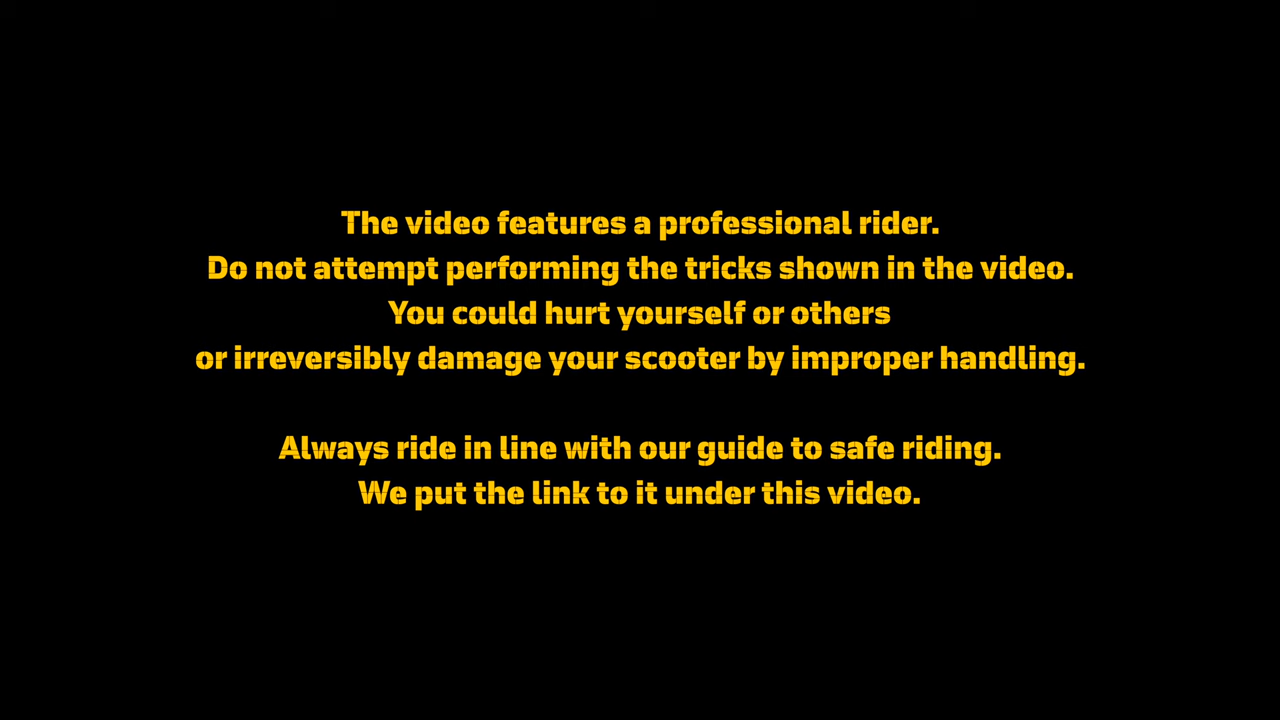 The video features a professional rider.
Do not attempt performing the tricks shown in the video.
You could hurt yourself or others
or irreversibly damage your scooter by improper handling.
Always ride in line with our guide to safe riding.
We put the link to it under this video.